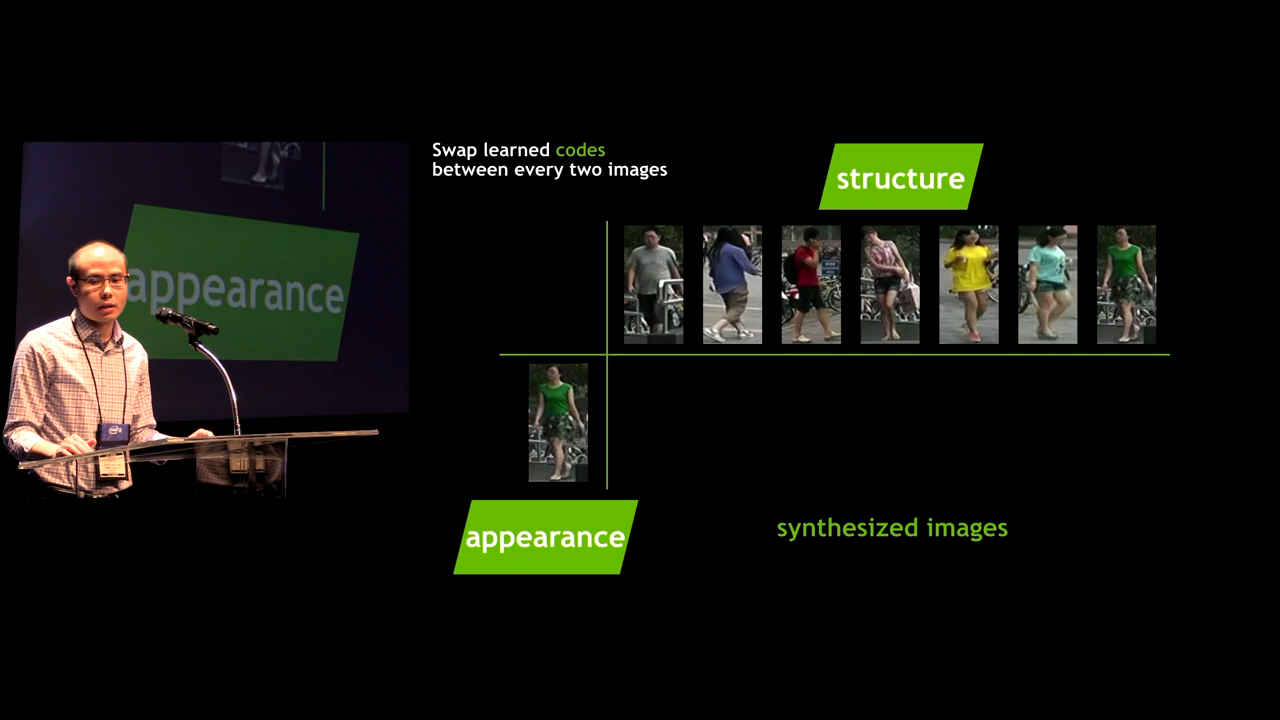 Swap learned codes
between every two images
structure
appearance
appearance
synthesized images